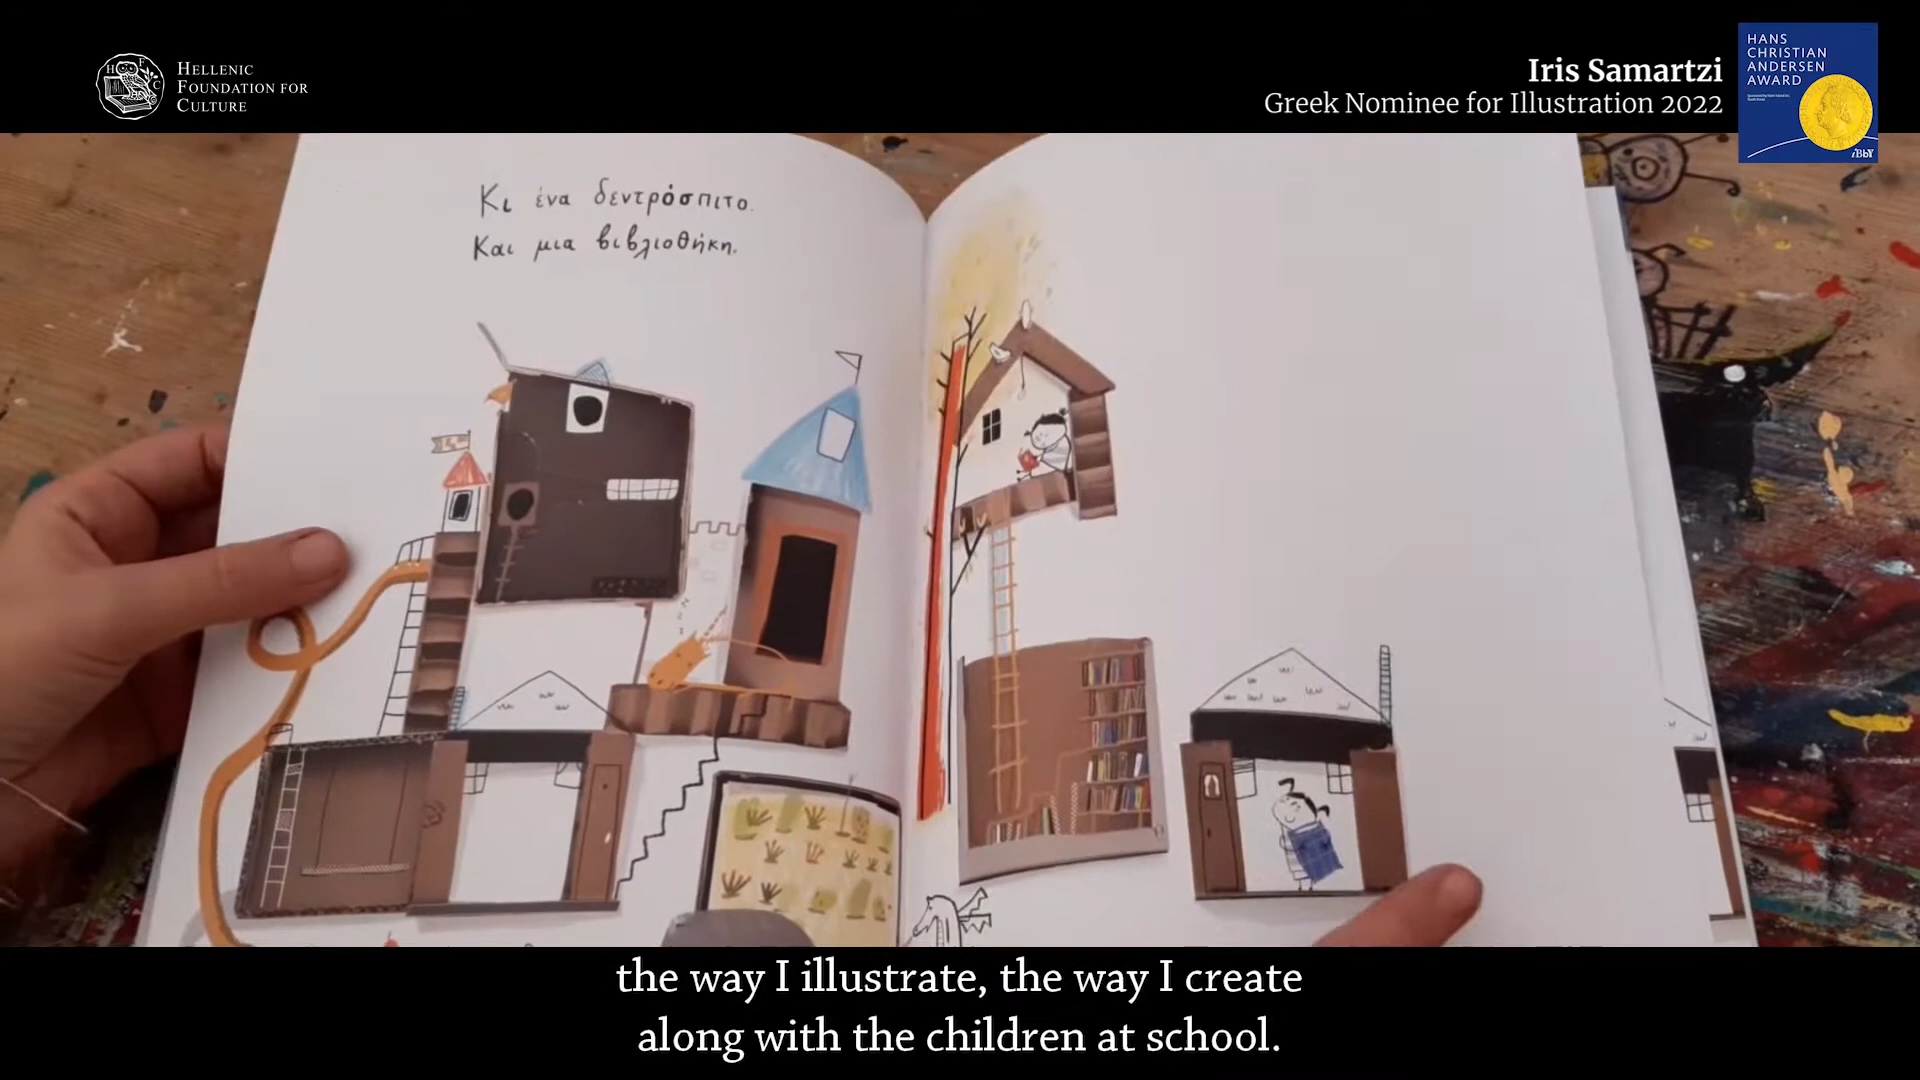 HELLENIC
FOUNDATION FOR
CULTURE
Iris Samartzi
Greek Nominee for Illustration 2022
HANS
CHRISTIAN
ANDERSEN
AWARD
iBbY
Κι ένα δεντρόσπιτο.
Και μια βιβλιοθήκη.
the way I illustrate, the way I create
along with the children at school.